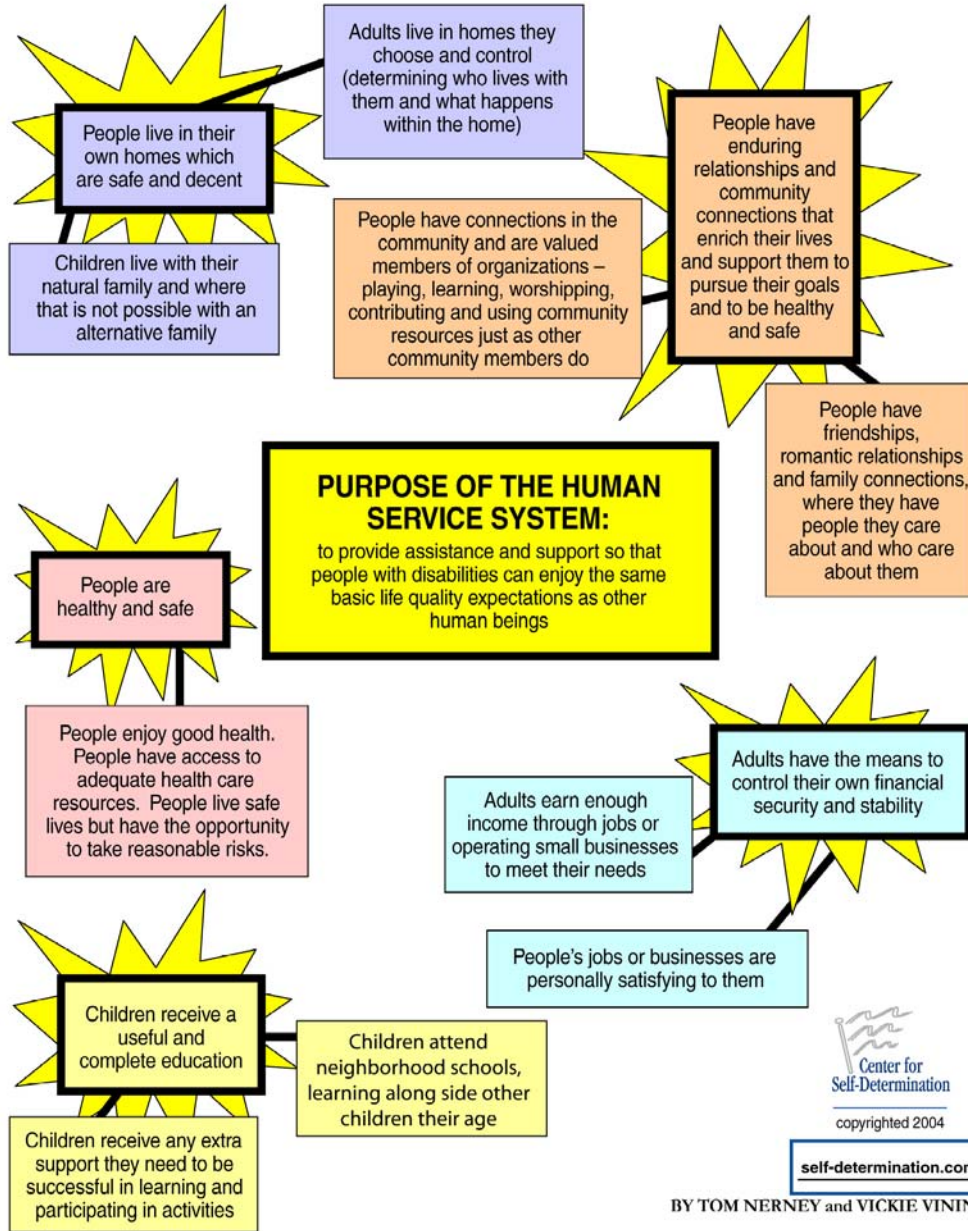 Adults live in homes they
choose and control
(determining who lives with
them and what happens
within the home)
People live in their
own homes which
are safe and decent
Children live with their
natural family and where
that is not possible with an
alternative family
People have
enduring
relationships and
community
connections that
enrich their lives
and support them to
pursue their goals
and to be healthy
and safe
People have connections in the
community and are valued
members of organizations –
playing, learning, worshipping,
contributing and using community
resources just as other
community members do
People have
friendships,
romantic relationships
and family connections,
where they have
people they care
about and who care
about them
PURPOSE OF THE HUMAN
SERVICE SYSTEM:
to provide assistance and support so that
people with disabilities can enjoy the same
basic life quality expectations as other
human beings
People are
healthy and safe
People enjoy good health.
People have access to
adequate health care
resources. People live safe
lives but have the opportunity
to take reasonable risks.
Adults have the means to
control their own financial
security and stability
Adults earn enough
income through jobs or
operating small businesses
to meet their needs
People's jobs or businesses are
personally satisfying to them
Children receive a
useful and
complete education
Children attend
neighborhood schools,
learning along side other
children their age
Children receive any extra
support they need to be
successful in learning and
participating in activities
Center for
Self-Determination
copyrighted 2004
self-determination.com
BY TOM NERNEY and VICKIE